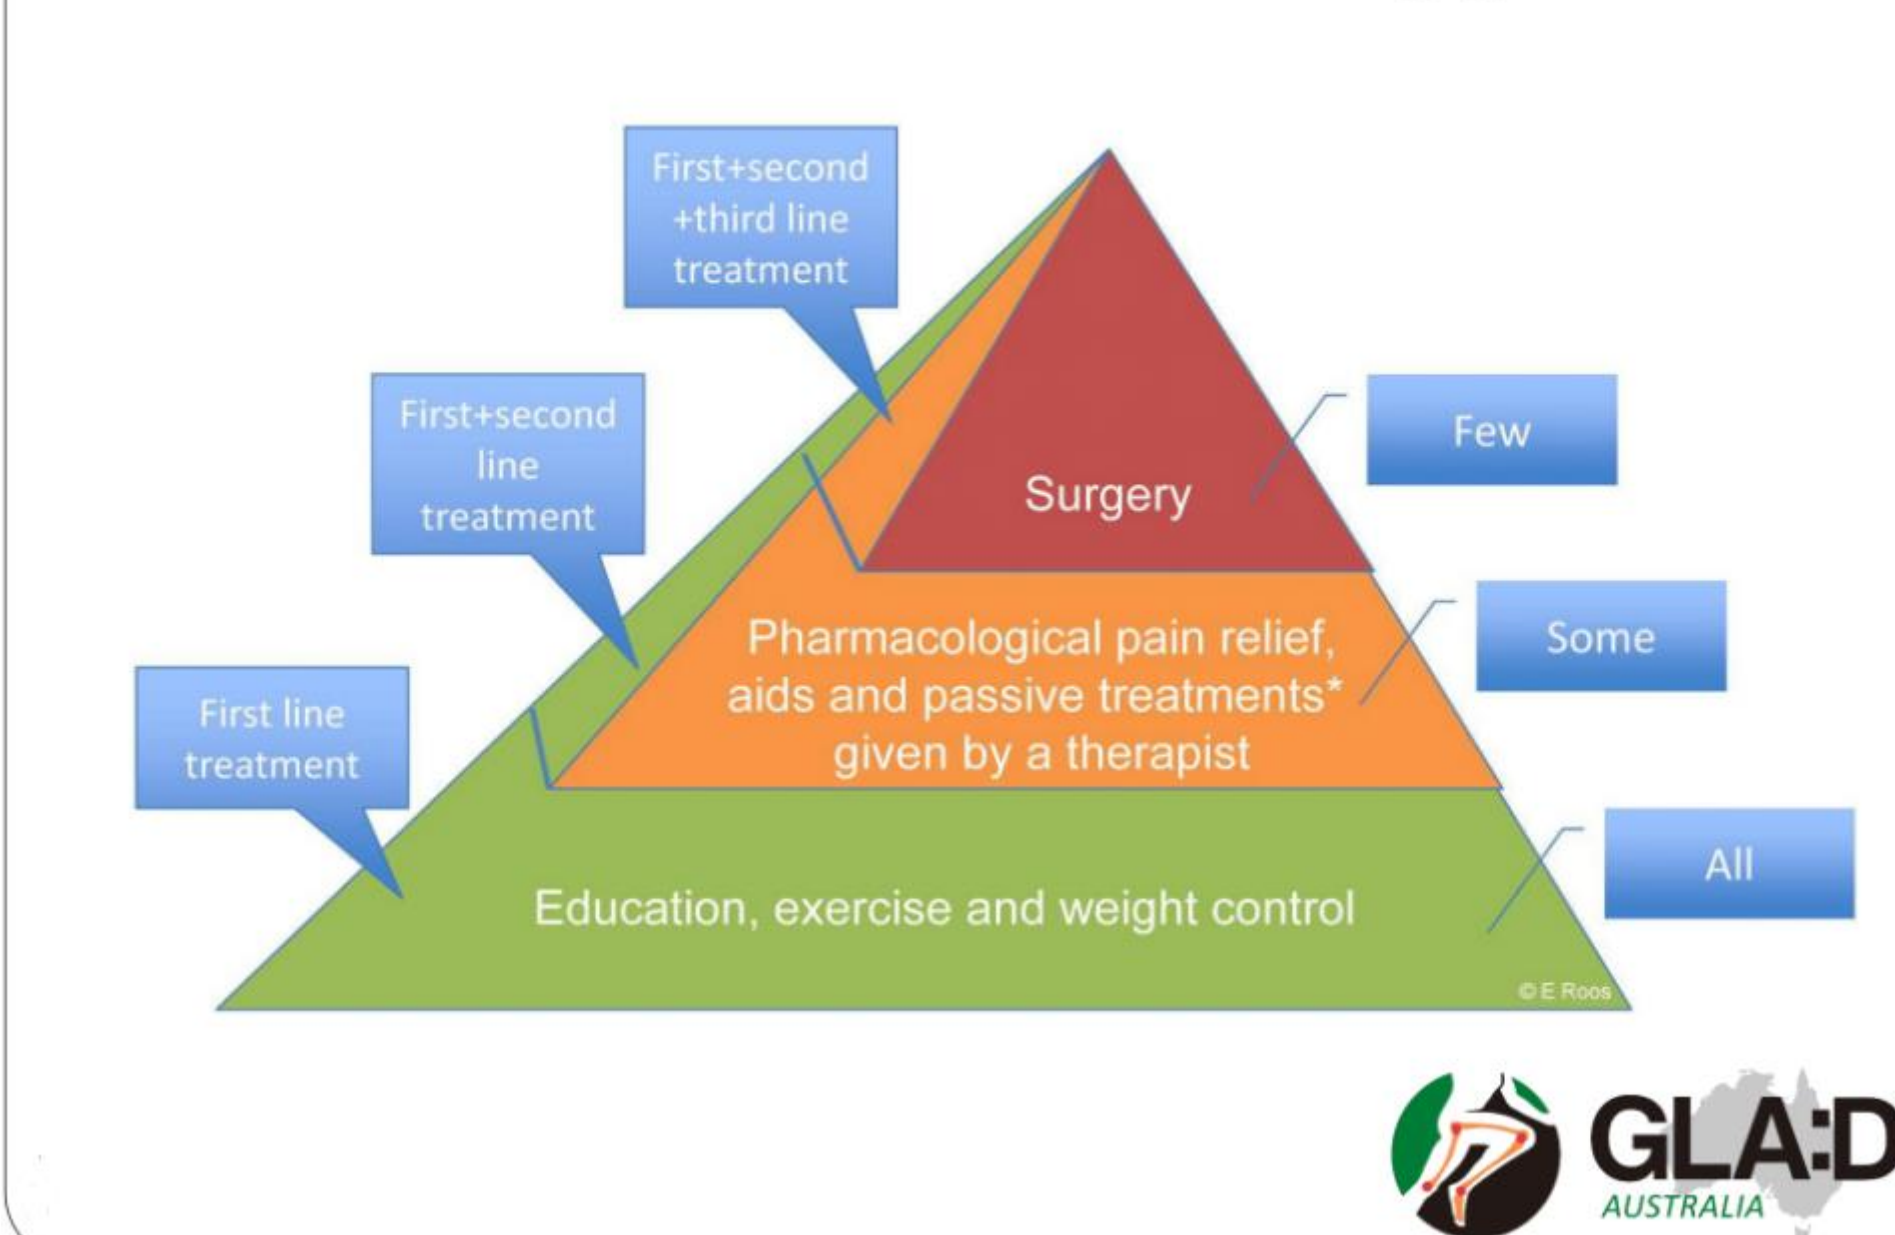 First+second
+third line
treatment
First+second
line
treatment
First line
treatment
Surgery
Pharmacological pain relief,
aids and passive treatments*
given by a therapist
Education, exercise and weight control
Few
Some
All
© E Roos
GLA:D
AUSTRALIA